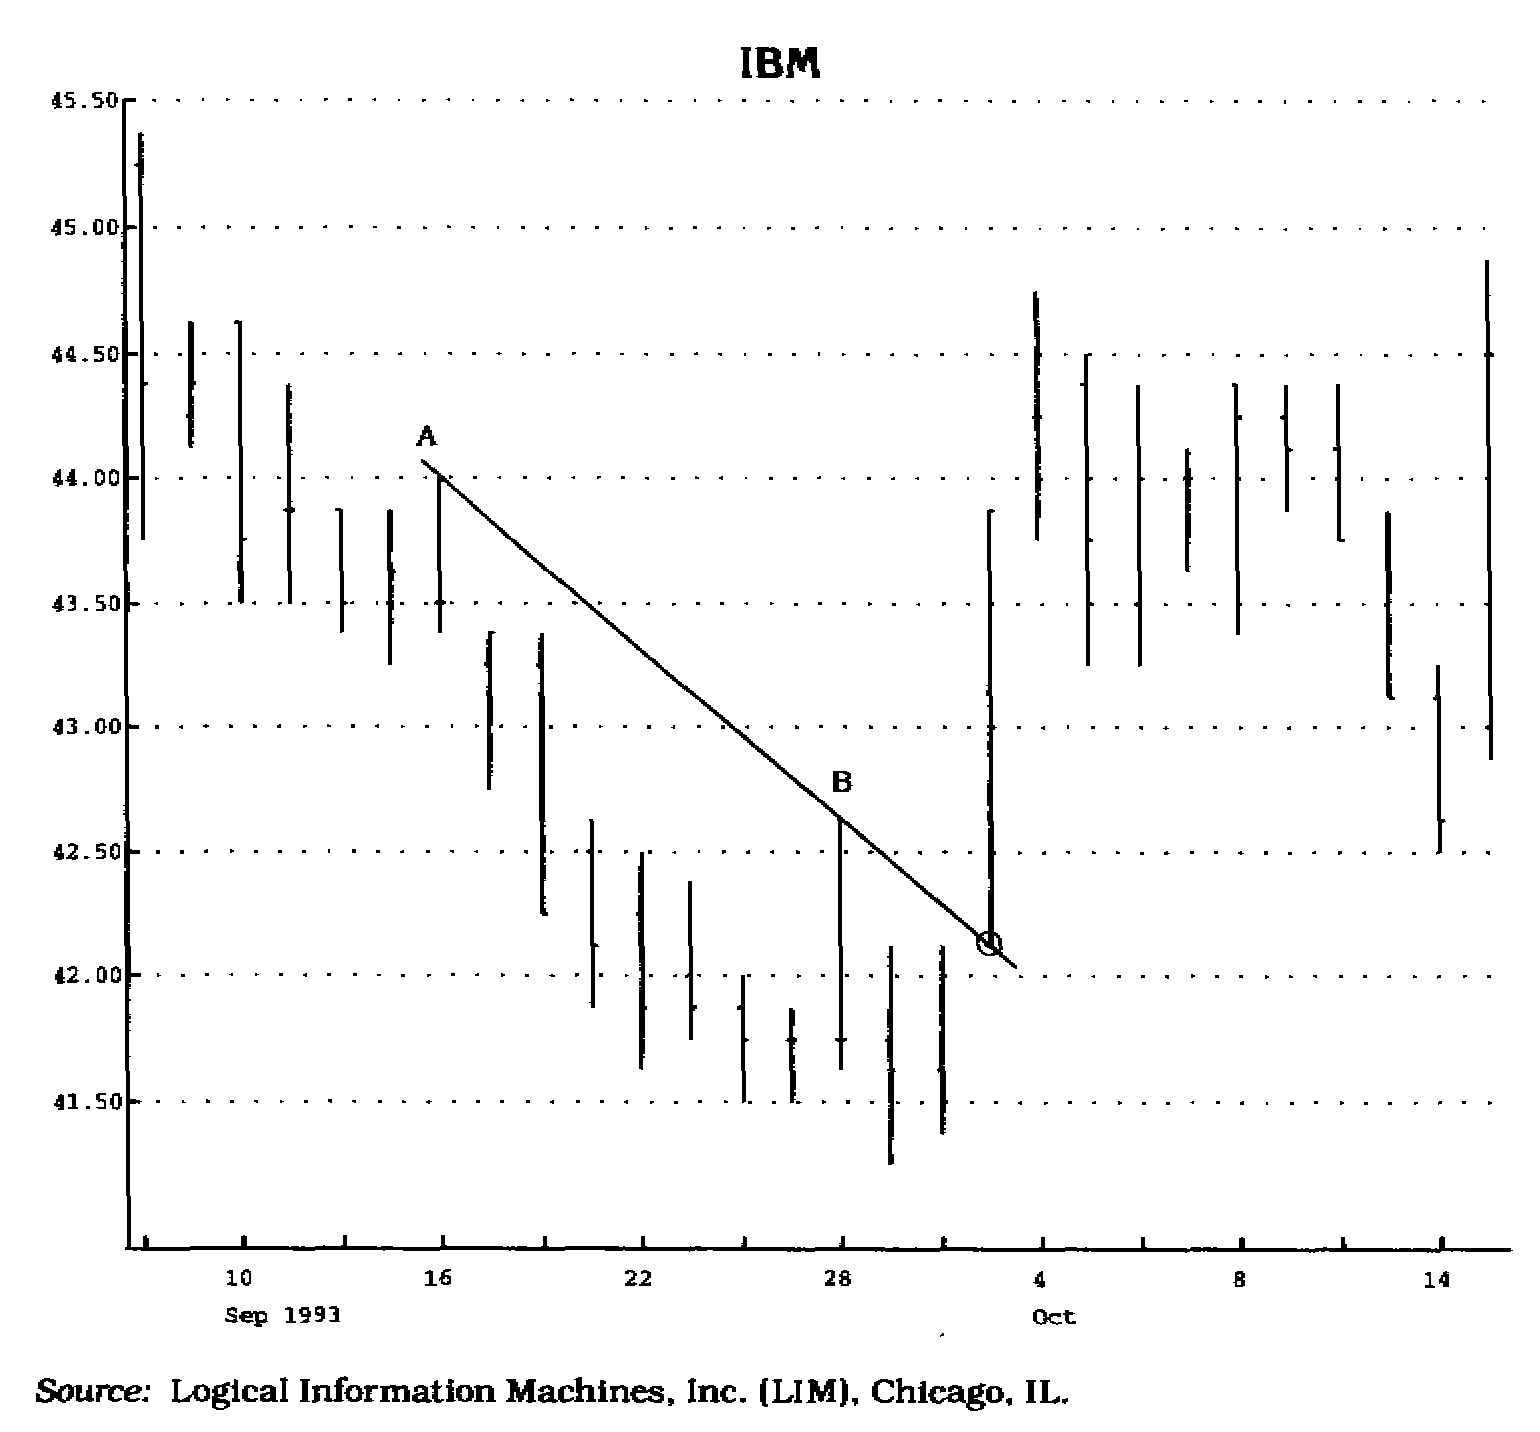 IBM
45.50
45.00
44.50
A
44.00
43.50
43.00
B
42.50
42.00
41.50
10 16 22 28 4 8 14
Sep 1993 Oct
Source: Logical Information Machines, Inc. (LIM), Chicago, IL.